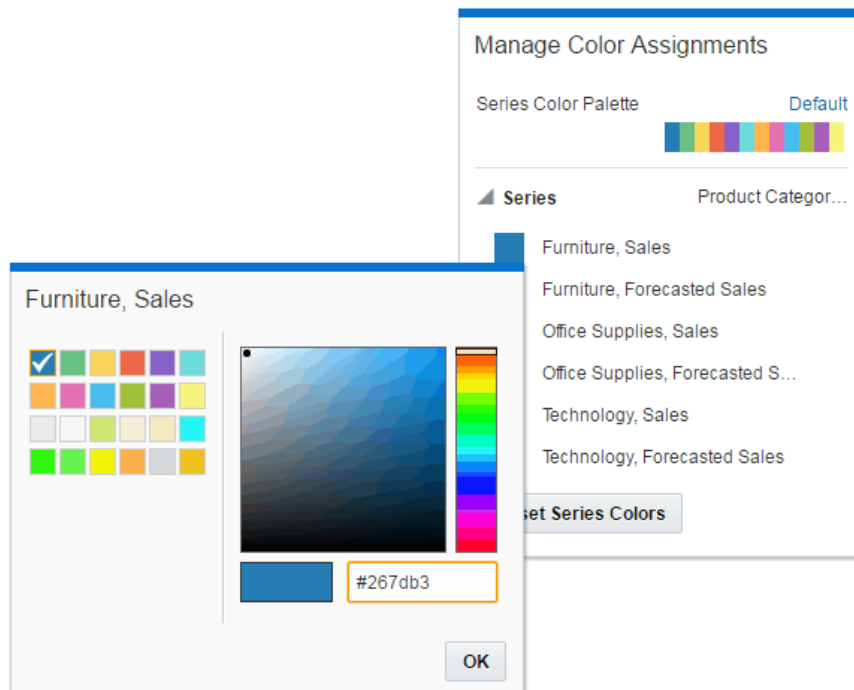 Manage Color Assignments
Series Color Palette Default
Series Product Categor...
Furniture, Sales
Furniture, Forecasted Sales
Office Supplies, Sales
Office Supplies, Forecasted S...
Technology, Sales
Technology, Forecasted Sales
set Series Colors
Furniture, Sales
#267db3
OK